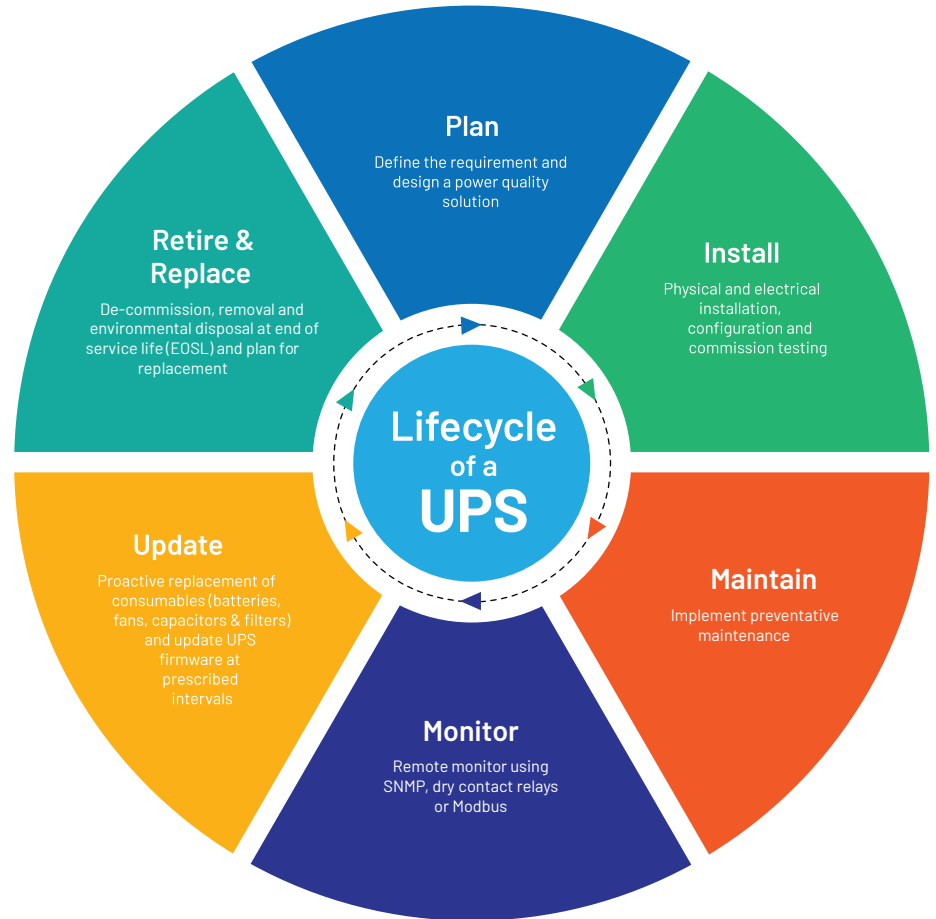 Plan
Define the requirement and
design a power quality
solution
Install
Physical and electrical
installation,
configuration and
commission testing
Maintain
Implement preventative
maintenance
Monitor
Remote monitor using
SNMP, dry contact relays
or Modbus
Update
Proactive replacement of
consumables (batteries,
fans, capacitors & filters)
and update UPS
firmware at
prescribed
intervals
Retire &
Replace
De-commission, removal and
environmental disposal at end of
service life (EOSL) and plan for
replacement
Lifecycle
of a
UPS